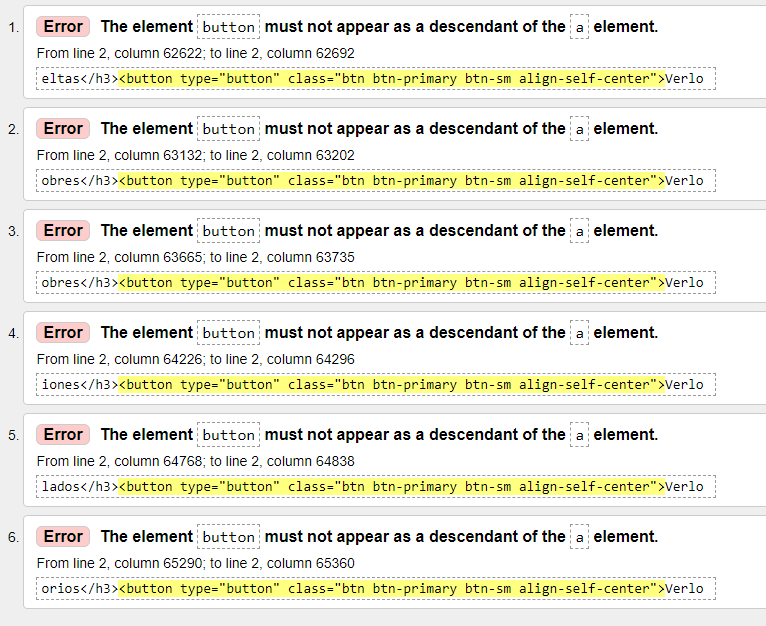 1. Error The element button must not appear as a descendant of the a element.
From line 2, column 62622; to line 2, column 62692
eltas</h3><button type="button" class="btn btn-primary btn-sm align-self-center">Verlo
2. Error The element button must not appear as a descendant of the a element.
From line 2, column 63132; to line 2, column 63202
obres</h3><button type="button" class="btn btn-primary btn-sm align-self-center">Verlo
3. Error The element button must not appear as a descendant of the a element.
From line 2, column 63665; to line 2, column 63735
obres</h3><button type="button" class="btn btn-primary btn-sm align-self-center">Verlo
4. Error The element button must not appear as a descendant of the a element.
From line 2, column 64226; to line 2, column 64296
iones</h3><button type="button" class="btn btn-primary btn-sm align-self-center">Verlo
5. Error The element button must not appear as a descendant of the a element.
From line 2, column 64768; to line 2, column 64838
lados</h3><button type="button" class="btn btn-primary btn-sm align-self-center">Verlo
6. Error The element button must not appear as a descendant of the a element.
From line 2, column 65290; to line 2, column 65360
orios</h3><button type="button" class="btn btn-primary btn-sm align-self-center">Verlo